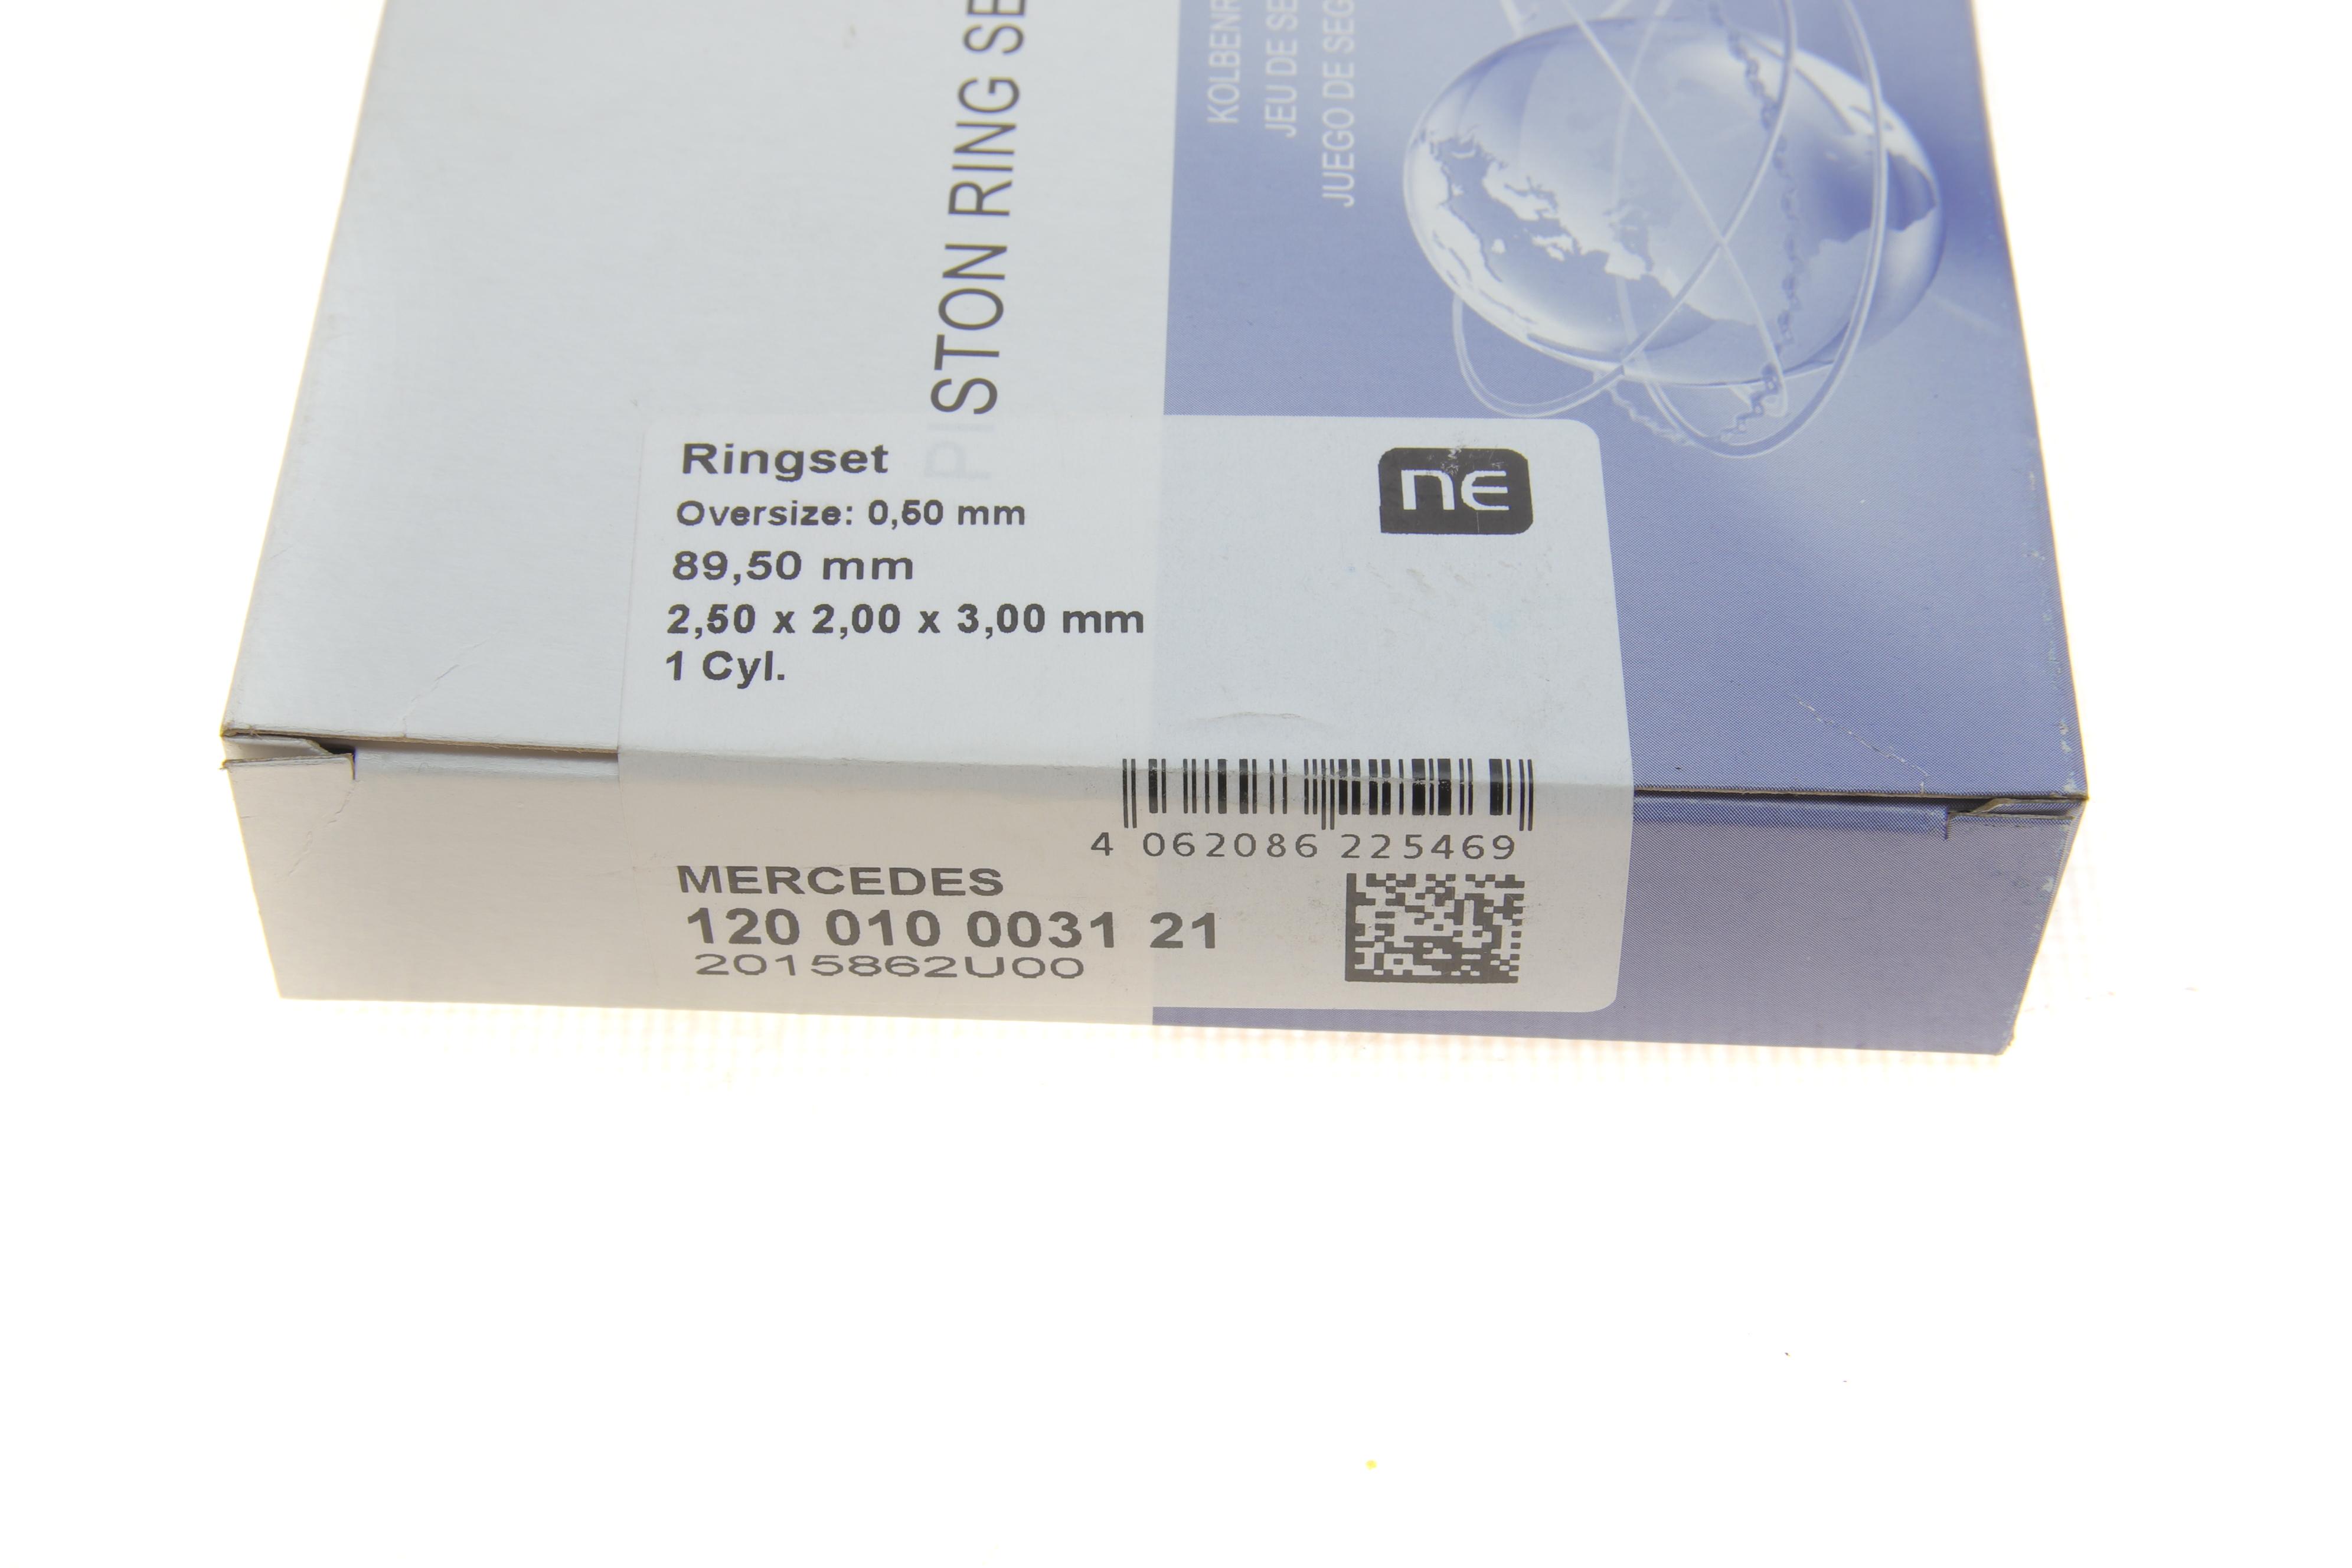 PISTON RING SE
KOLBENR
JEU DE SE
JUEGO DE SEG
Ringset
Oversize: 0,50 mm
89,50 mm
2,50 x 2,00 x 3,00 mm
1 Cyl.
ne
4 062086 225469
MERCEDES
120 010 0031 21
2015862U00